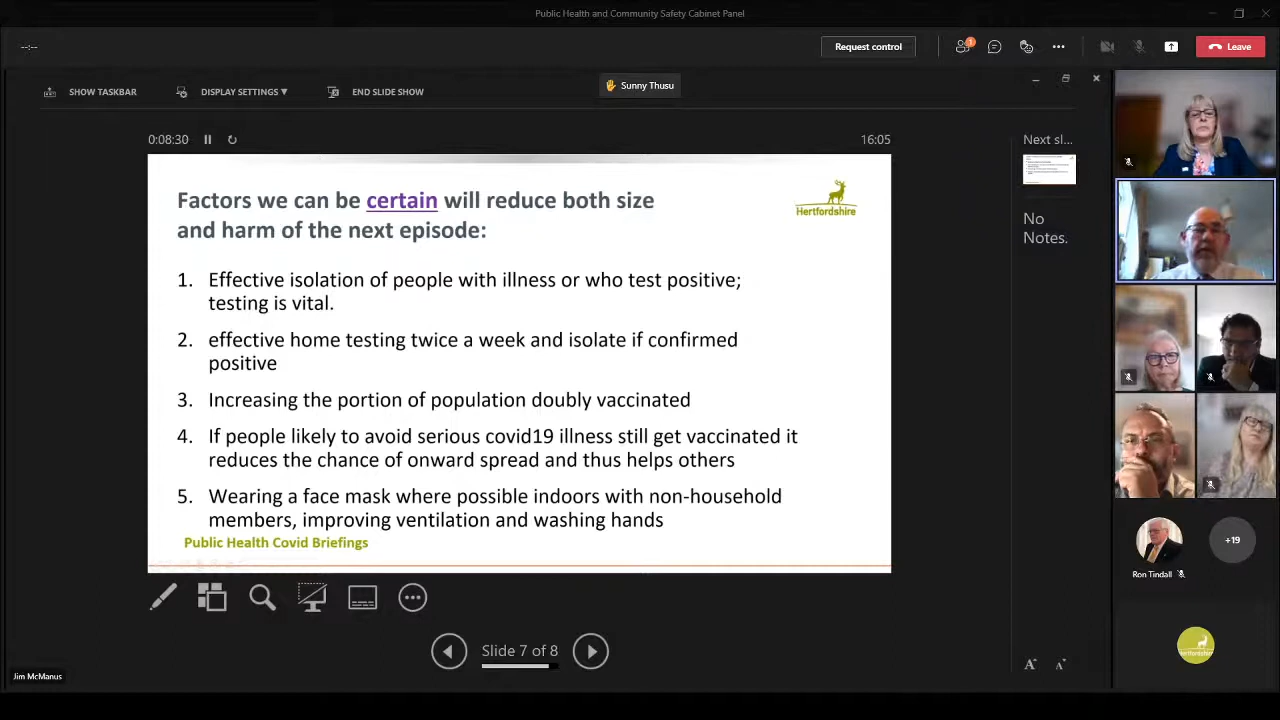 Public Health and Community Safety Cabinet Panel
--:--
Request control
1
Leave
SHOW TASKBAR
DISPLAY SETTINGS ▼
END SLIDE SHOW
Sunny Thusu
0:08:30
16:05
Next sl...
Factors we can be certain will reduce both size
and harm of the next episode:
Hertfordshire
1. Effective isolation of people with illness or who test positive;
testing is vital.
2. effective home testing twice a week and isolate if confirmed
positive
3. Increasing the portion of population doubly vaccinated
4. If people likely to avoid serious covid19 illness still get vaccinated it
reduces the chance of onward spread and thus helps others
5. Wearing a face mask where possible indoors with non-household
members, improving ventilation and washing hands
Public Health Covid Briefings
No
Notes.
Slide 7 of 8
A
A
Jim McManus
+19
Ron Tindall
Hertfordshire